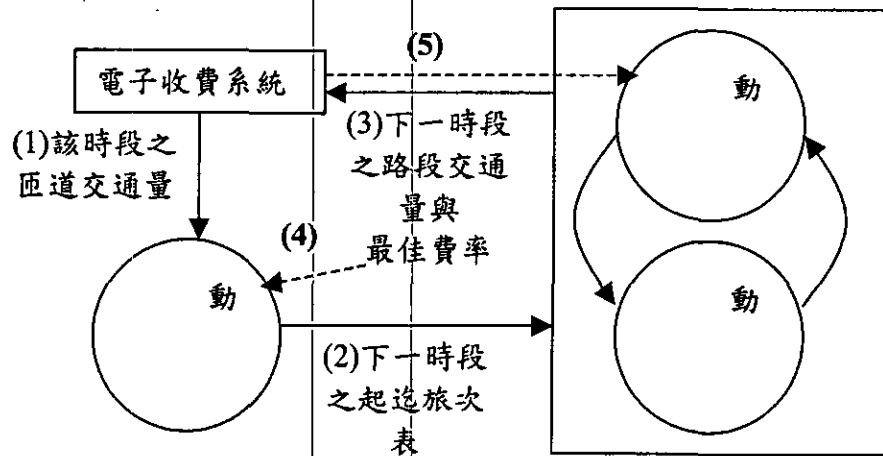 (5)
電子收費系統
動
(1)該時段之
匝道交通量
(3)下一時段
之路段交通
量與
最佳費率
(4)
動
動
(2)下一時段
之起迄旅次
表